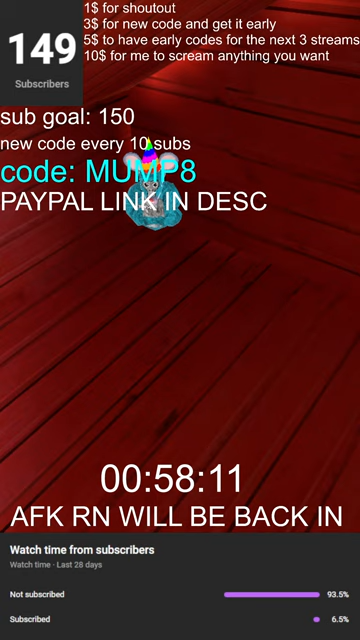 149
Subscribers
1$ for shoutout
3$ for new code and get it early
5$ to have early codes for the next 3 streams
10$ for me to scream anything you want
sub goal: 150
new code every 10 subs
code: MUMP8
PAYPAL LINK IN DESC
00:58:11
AFK RN WILL BE BACK IN
Watch time from subscribers
Watch time · Last 28 days
Not subscribed 93.5%
Subscribed 6.5%